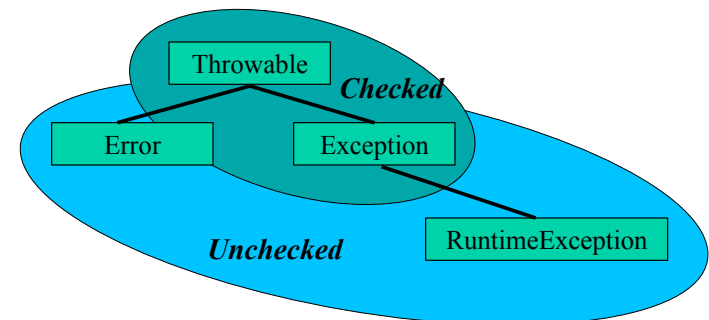 Throwable
Checked
Error
Exception
Unchecked
RuntimeException